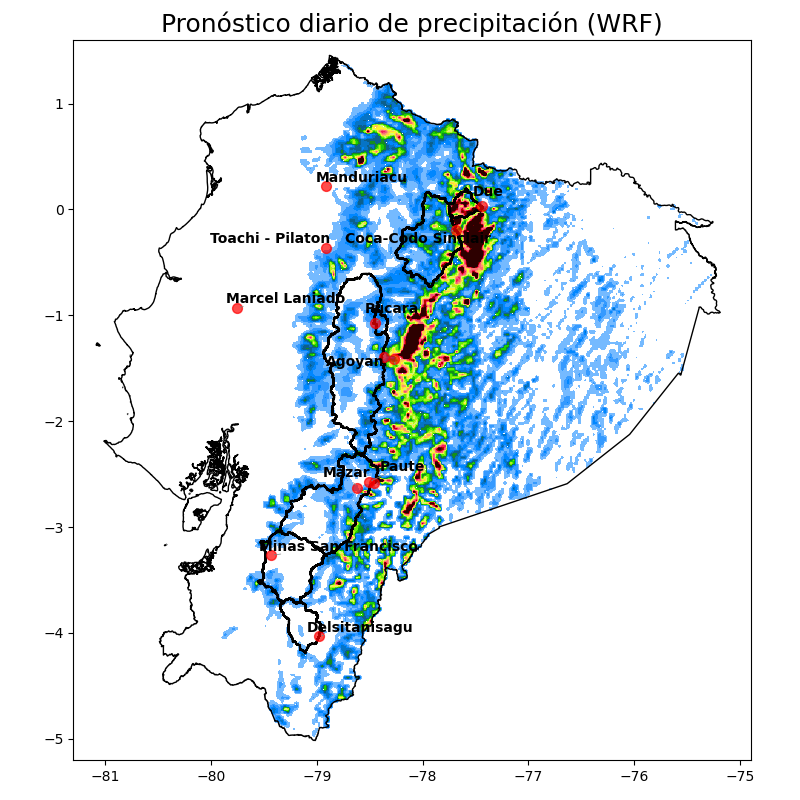 Pronóstico diario de precipitación (WRF)
1
0
−1
−2
−3
−4
−5
Manduriacu
Due
Toachi - Pilaton
Coca-Codo Sinclair
Marcel Laniado
Pucara
Agoyan
Mazar
Paute
Minas San Francisco
Delsitanisagu
−81
−80
−79
−78
−77
−76
−75